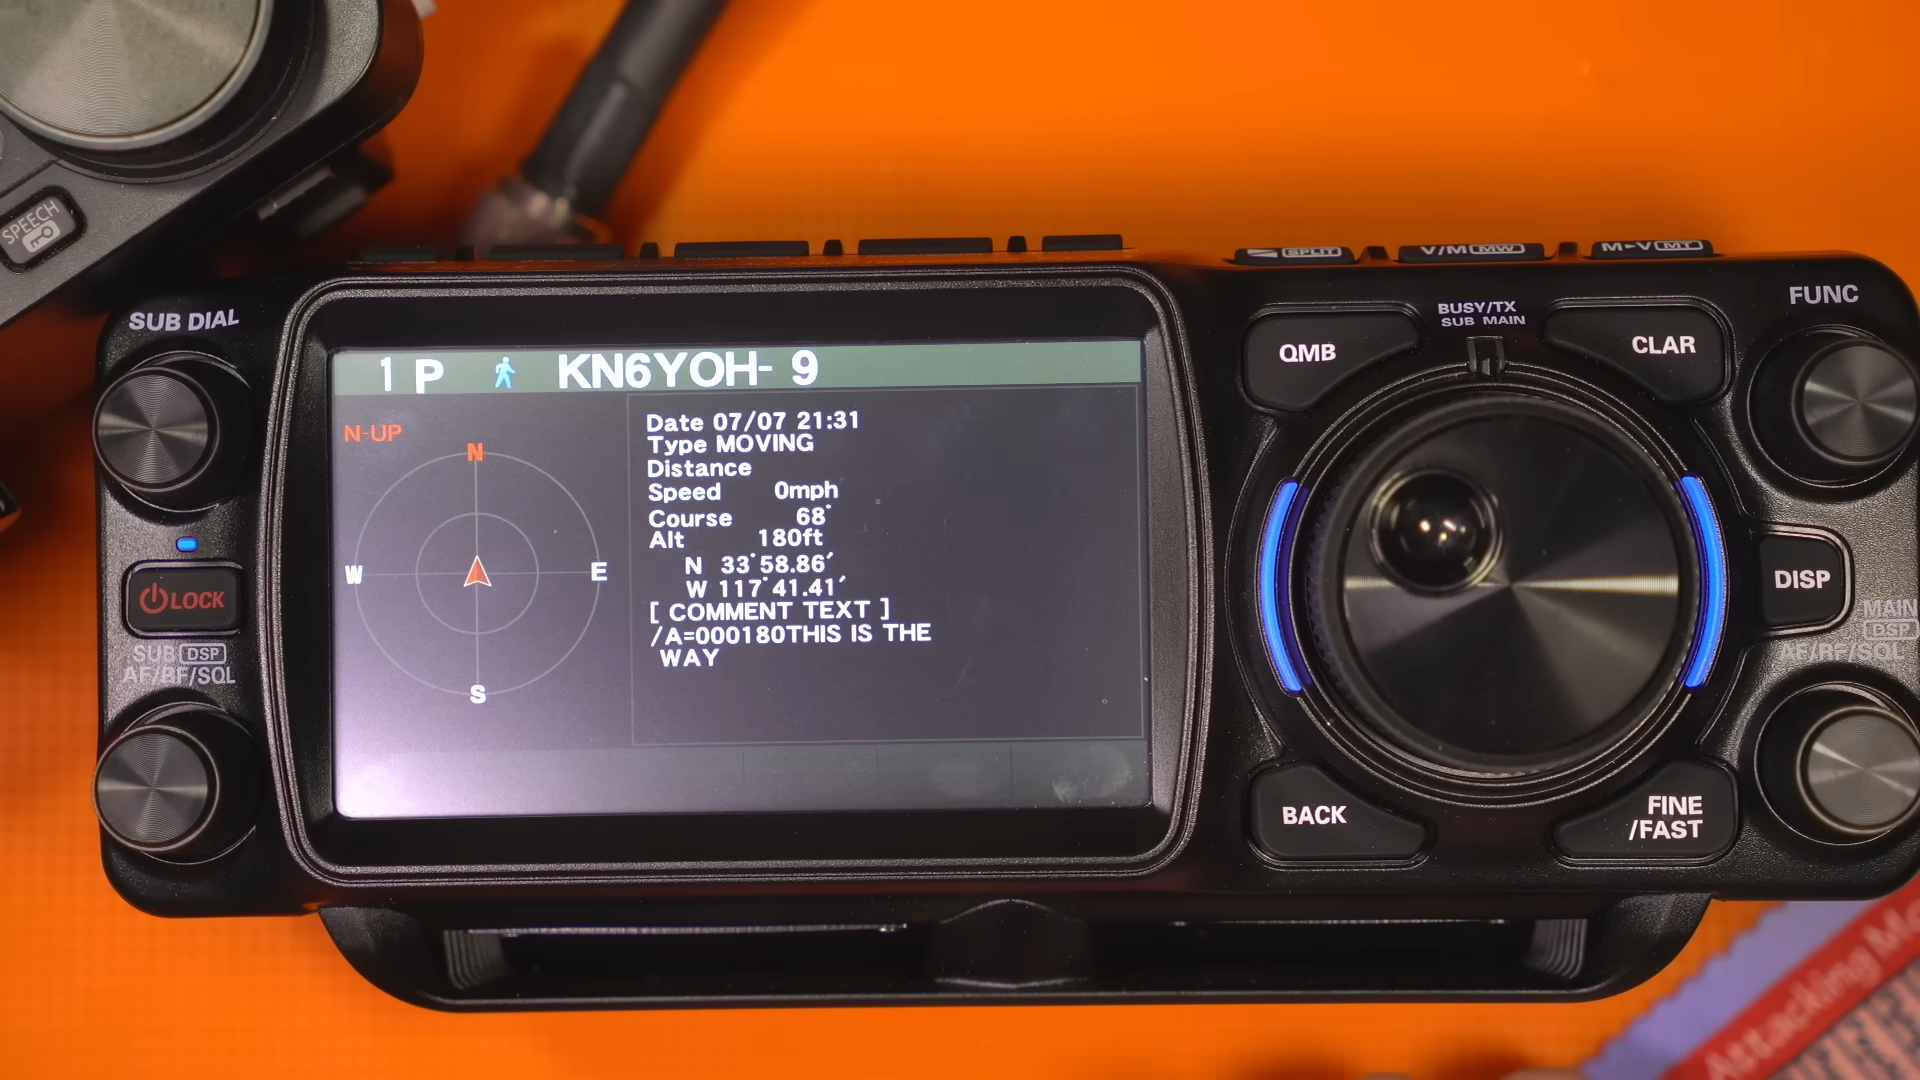 SPEECH
SPLIT
V/M MW
M►V MT
SUB DIAL
BUSY/TX
SUB MAIN
FUNC
QMB
CLAR
1 P KN6YOH- 9
N-UP
N
W
E
S
Date 07/07 21:31
Type MOVING
Distance
Speed 0mph
Course 68°
Alt 180ft
N 33°58.86′
W 117°41.41′
[ COMMENT TEXT ]
/A=000180THIS IS THE
WAY
LOCK
SUB DSP
AF/RF/SQL
DISP
MAIN
DSP
AF/RF/SQL
BACK
FINE
/FAST
Attacking